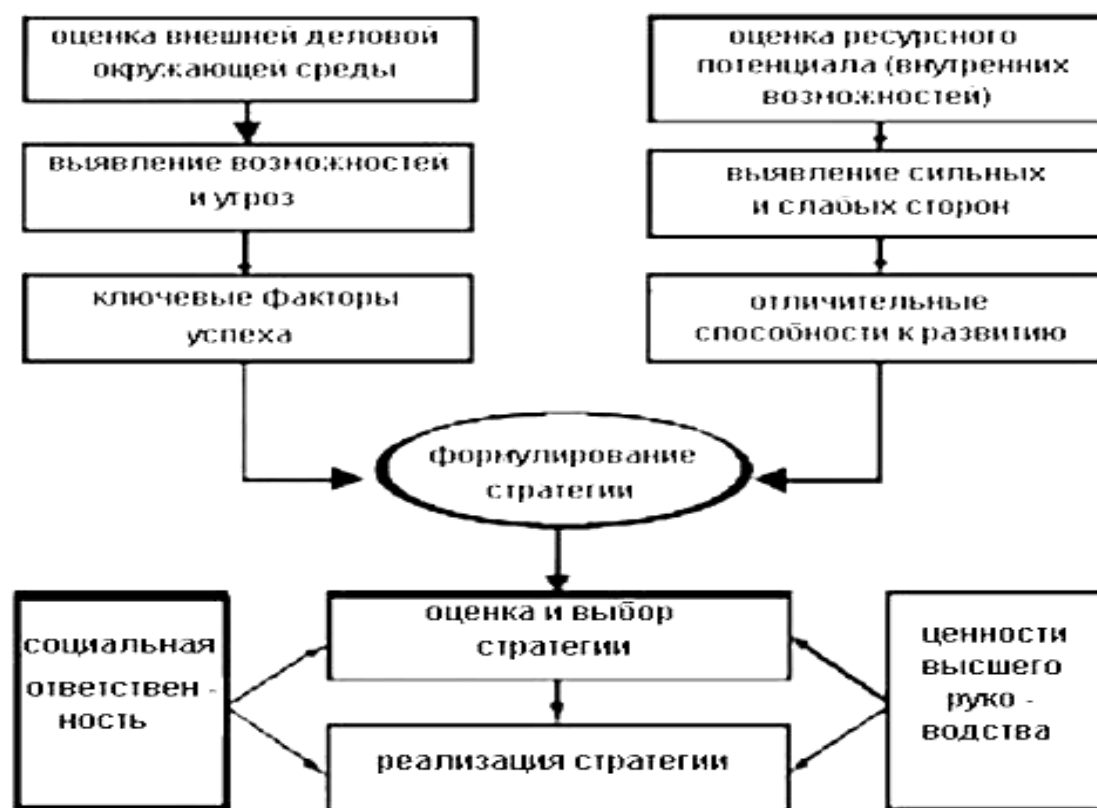 оценка внешней деловой
окружающей среды
оценка ресурсного
потенциала (внутренних
возможностей)
выявление возможностей
и угроз
выявление сильных
и слабых сторон
ключевые факторы
успеха
отличительные
способности к развитию
формулирование
стратегии
оценка и выбор
стратегии
социальная
ответствен -
ность
ценности
высшего
руко -
водства
реализация стратегии